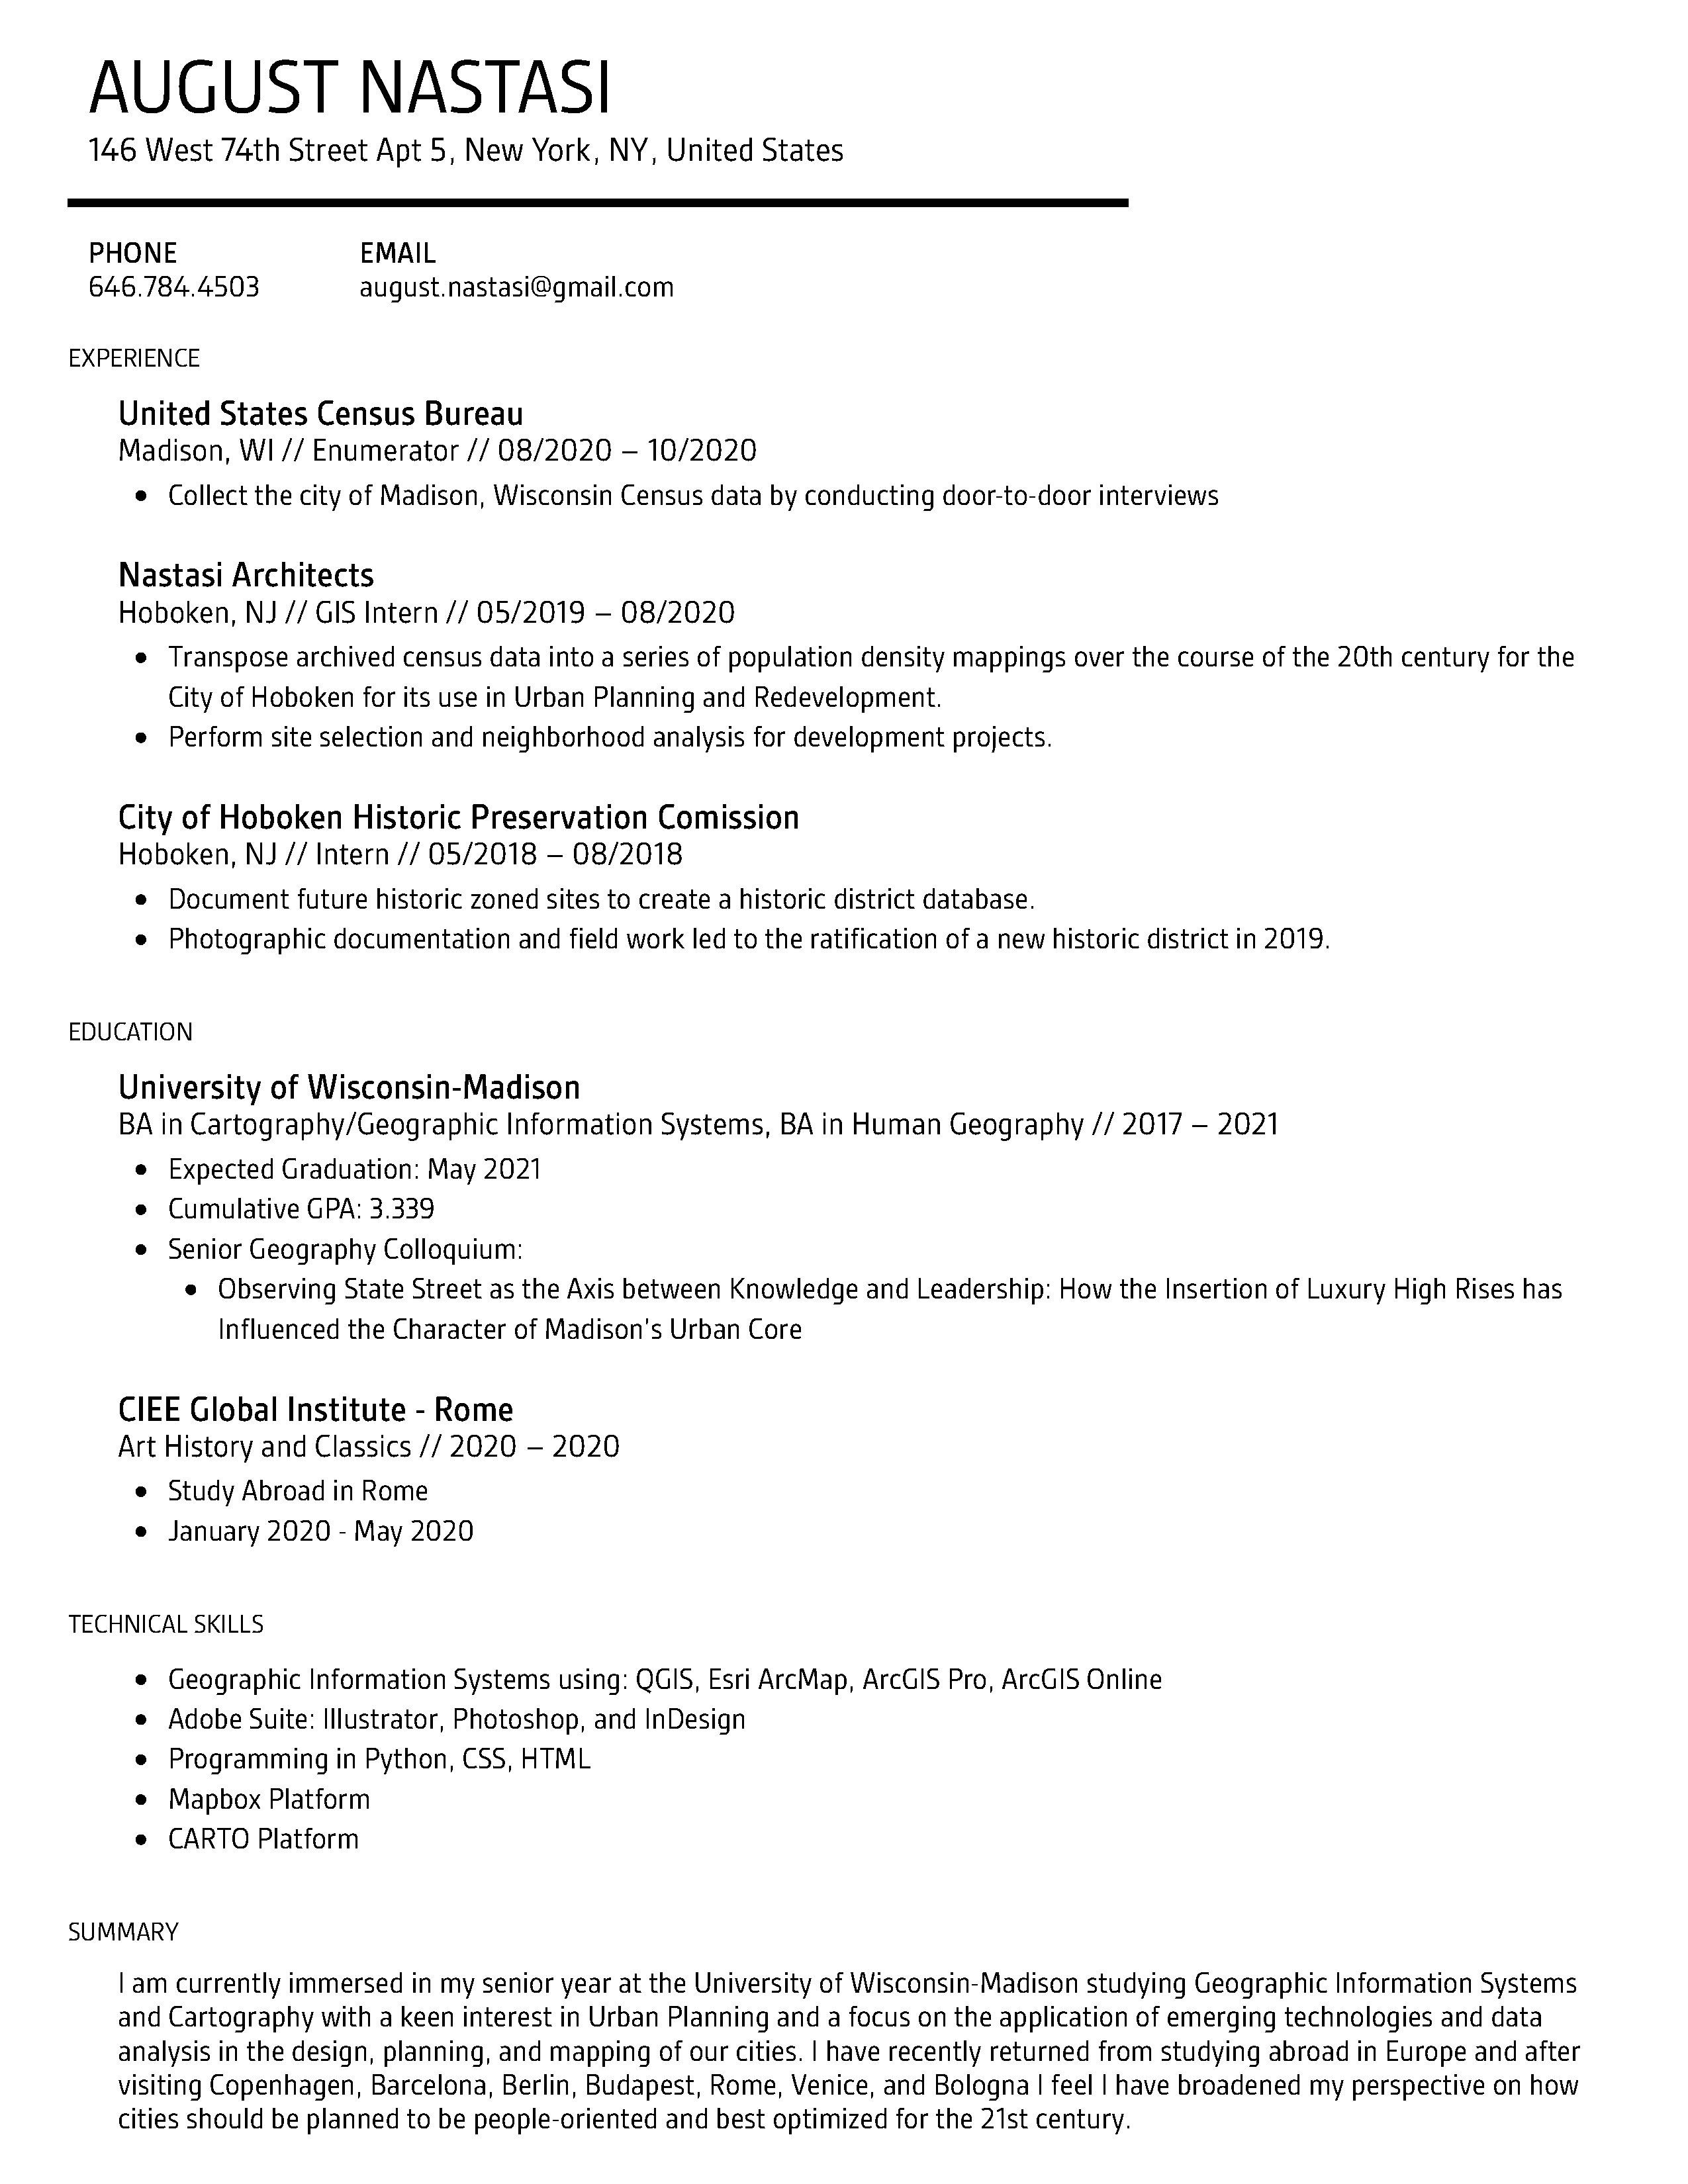 AUGUST NASTASI
146 West 74th Street Apt 5, New York, NY, United States
PHONE EMAIL
646.784.4503 august.nastasi@gmail.com
EXPERIENCE
United States Census Bureau
Madison, WI // Enumerator // 08/2020 – 10/2020
• Collect the city of Madison, Wisconsin Census data by conducting door-to-door interviews
Nastasi Architects
Hoboken, NJ // GIS Intern // 05/2019 – 08/2020
• Transpose archived census data into a series of population density mappings over the course of the 20th century for the
City of Hoboken for its use in Urban Planning and Redevelopment.
• Perform site selection and neighborhood analysis for development projects.
City of Hoboken Historic Preservation Comission
Hoboken, NJ // Intern // 05/2018 – 08/2018
• Document future historic zoned sites to create a historic district database.
• Photographic documentation and field work led to the ratification of a new historic district in 2019.
EDUCATION
University of Wisconsin-Madison
BA in Cartography/Geographic Information Systems, BA in Human Geography // 2017 – 2021
• Expected Graduation: May 2021
• Cumulative GPA: 3.339
• Senior Geography Colloquium:
• Observing State Street as the Axis between Knowledge and Leadership: How the Insertion of Luxury High Rises has
Influenced the Character of Madison's Urban Core
CIEE Global Institute - Rome
Art History and Classics // 2020 – 2020
• Study Abroad in Rome
• January 2020 - May 2020
TECHNICAL SKILLS
• Geographic Information Systems using: QGIS, Esri ArcMap, ArcGIS Pro, ArcGIS Online
• Adobe Suite: Illustrator, Photoshop, and InDesign
• Programming in Python, CSS, HTML
• Mapbox Platform
• CARTO Platform
SUMMARY
I am currently immersed in my senior year at the University of Wisconsin-Madison studying Geographic Information Systems
and Cartography with a keen interest in Urban Planning and a focus on the application of emerging technologies and data
analysis in the design, planning, and mapping of our cities. I have recently returned from studying abroad in Europe and after
visiting Copenhagen, Barcelona, Berlin, Budapest, Rome, Venice, and Bologna I feel I have broadened my perspective on how
cities should be planned to be people-oriented and best optimized for the 21st century.